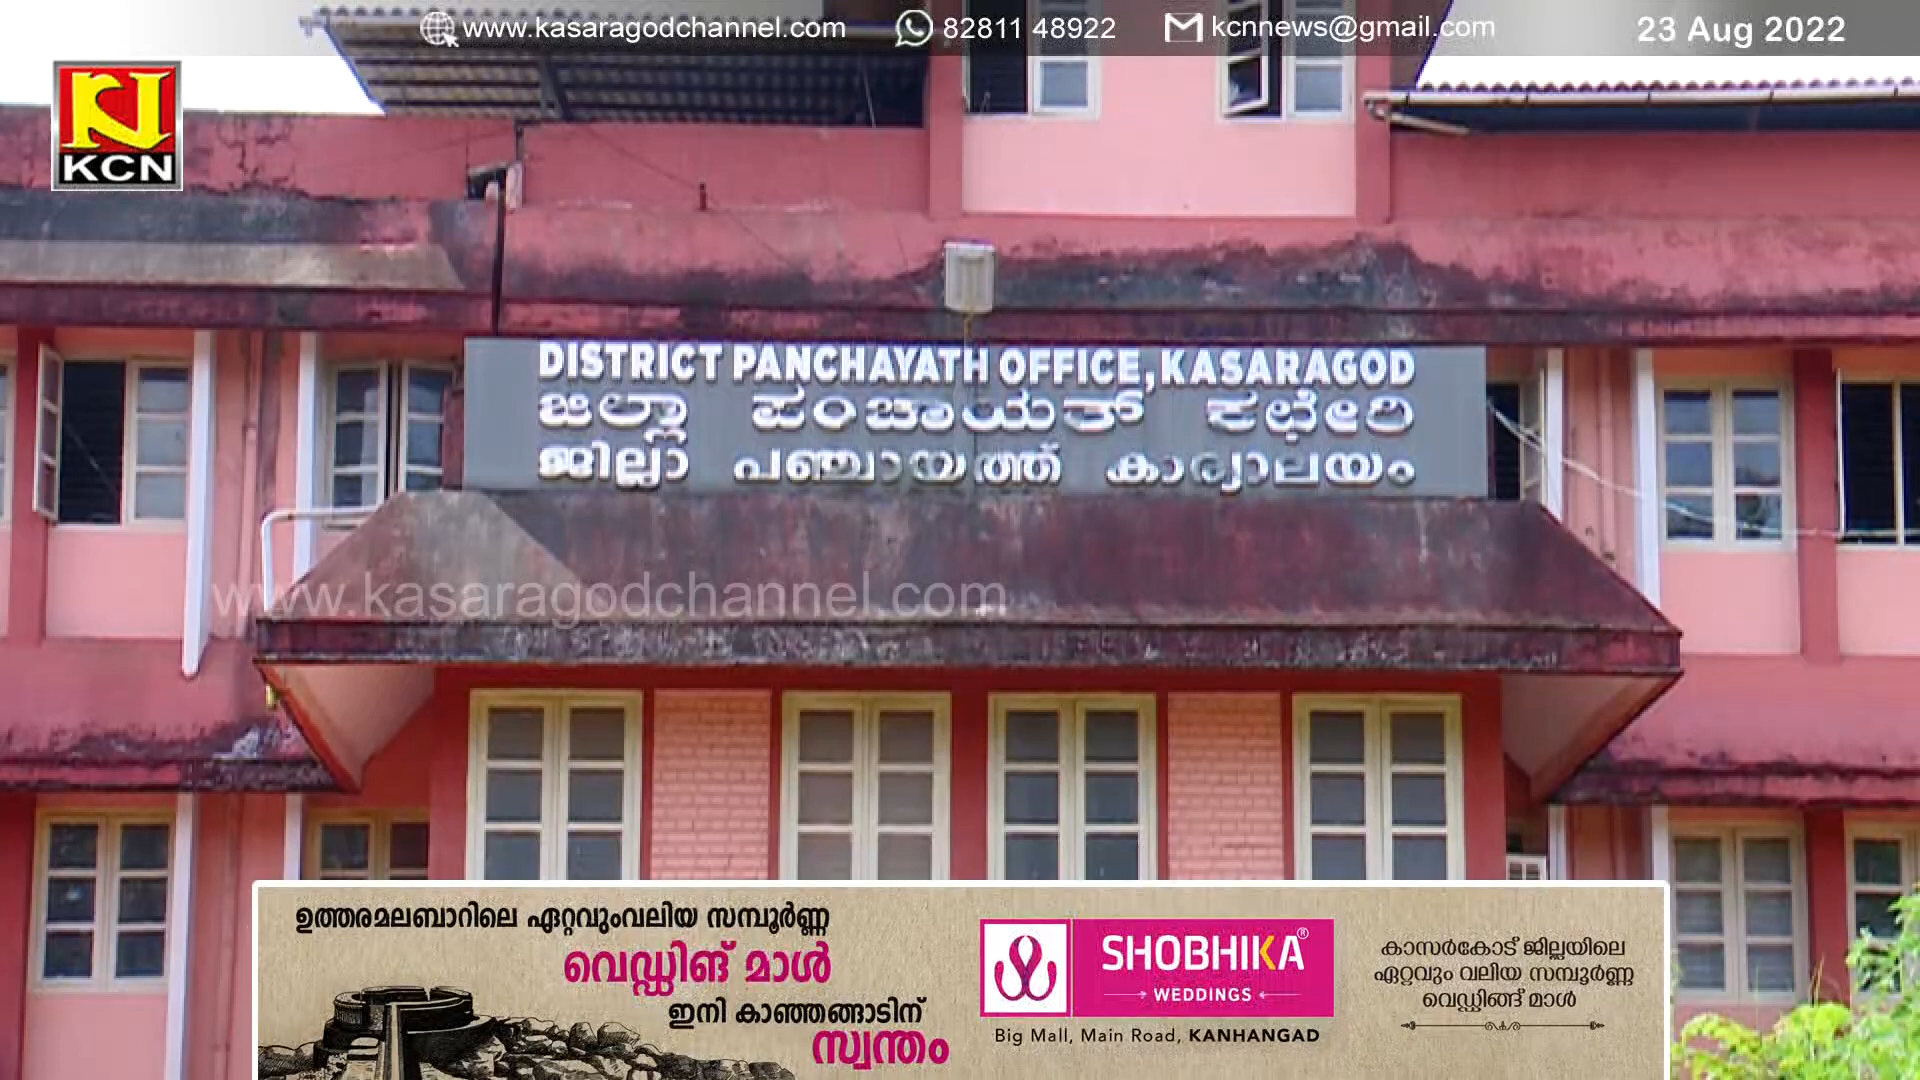 www.kasaragodchannel.com 82811 48922 kcnnews@gmail.com 23 Aug 2022
KCN
DISTRICT PANCHAYATH OFFICE, KASARAGOD
ಜಿಲ್ಲಾ ಪಂಚಾಯತ್ ಕಛೇರಿ
ജില്ലാ പഞ്ചായത്ത് കാര്യാലയം
www.kasaragodchannel.com
ഉത്തരമലബാറിലെ ഏറ്റവുംവലിയ സമ്പൂർണ്ണ
വെഡ്ഡിങ് മാൾ
ഇനി കാഞ്ഞങ്ങാടിന്
സ്വന്തം
SHOBHIKA®
WEDDINGS
Big Mall, Main Road, KANHANGAD
കാസർകോട് ജില്ലയിലെ
ഏറ്റവും വലിയ സമ്പൂർണ്ണ
വെഡ്ഡിങ്ങ് മാൾ